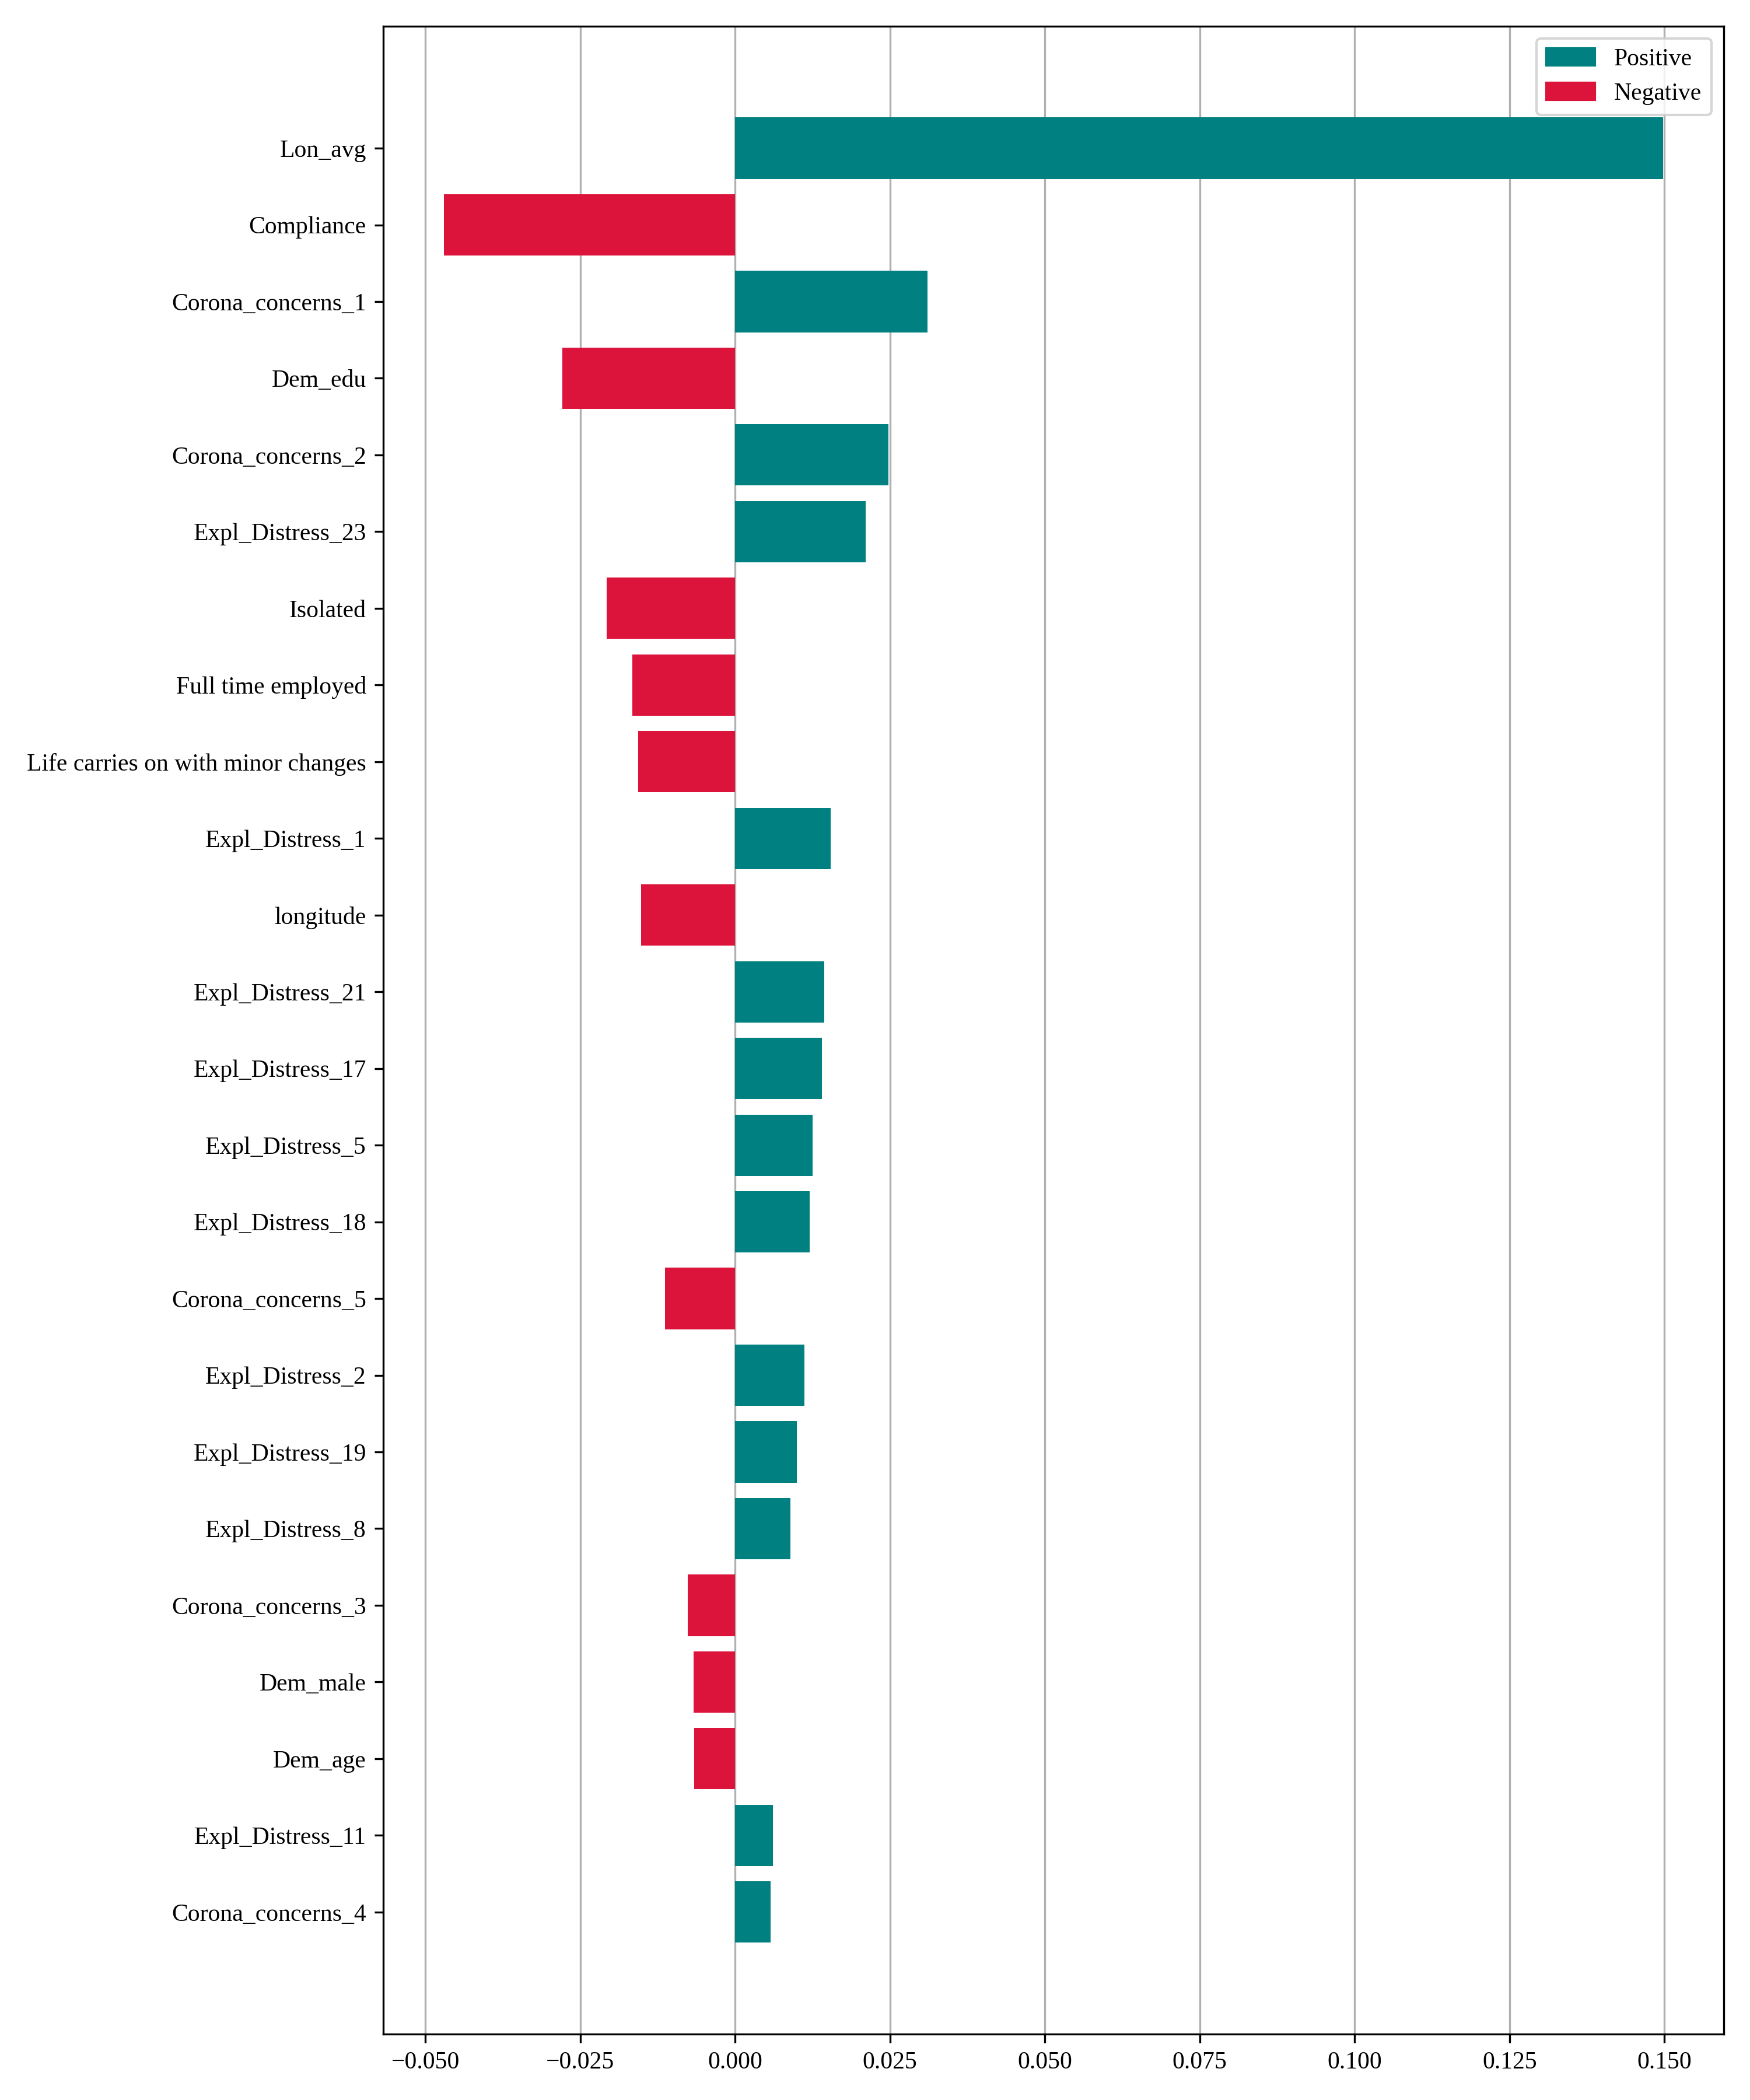 Positive
Negative
Lon_avg
Compliance
Corona_concerns_1
Dem_edu
Corona_concerns_2
Expl_Distress_23
Isolated
Full time employed
Life carries on with minor changes
Expl_Distress_1
longitude
Expl_Distress_21
Expl_Distress_17
Expl_Distress_5
Expl_Distress_18
Corona_concerns_5
Expl_Distress_2
Expl_Distress_19
Expl_Distress_8
Corona_concerns_3
Dem_male
Dem_age
Expl_Distress_11
Corona_concerns_4
−0.050 −0.025 0.000 0.025 0.050 0.075 0.100 0.125 0.150